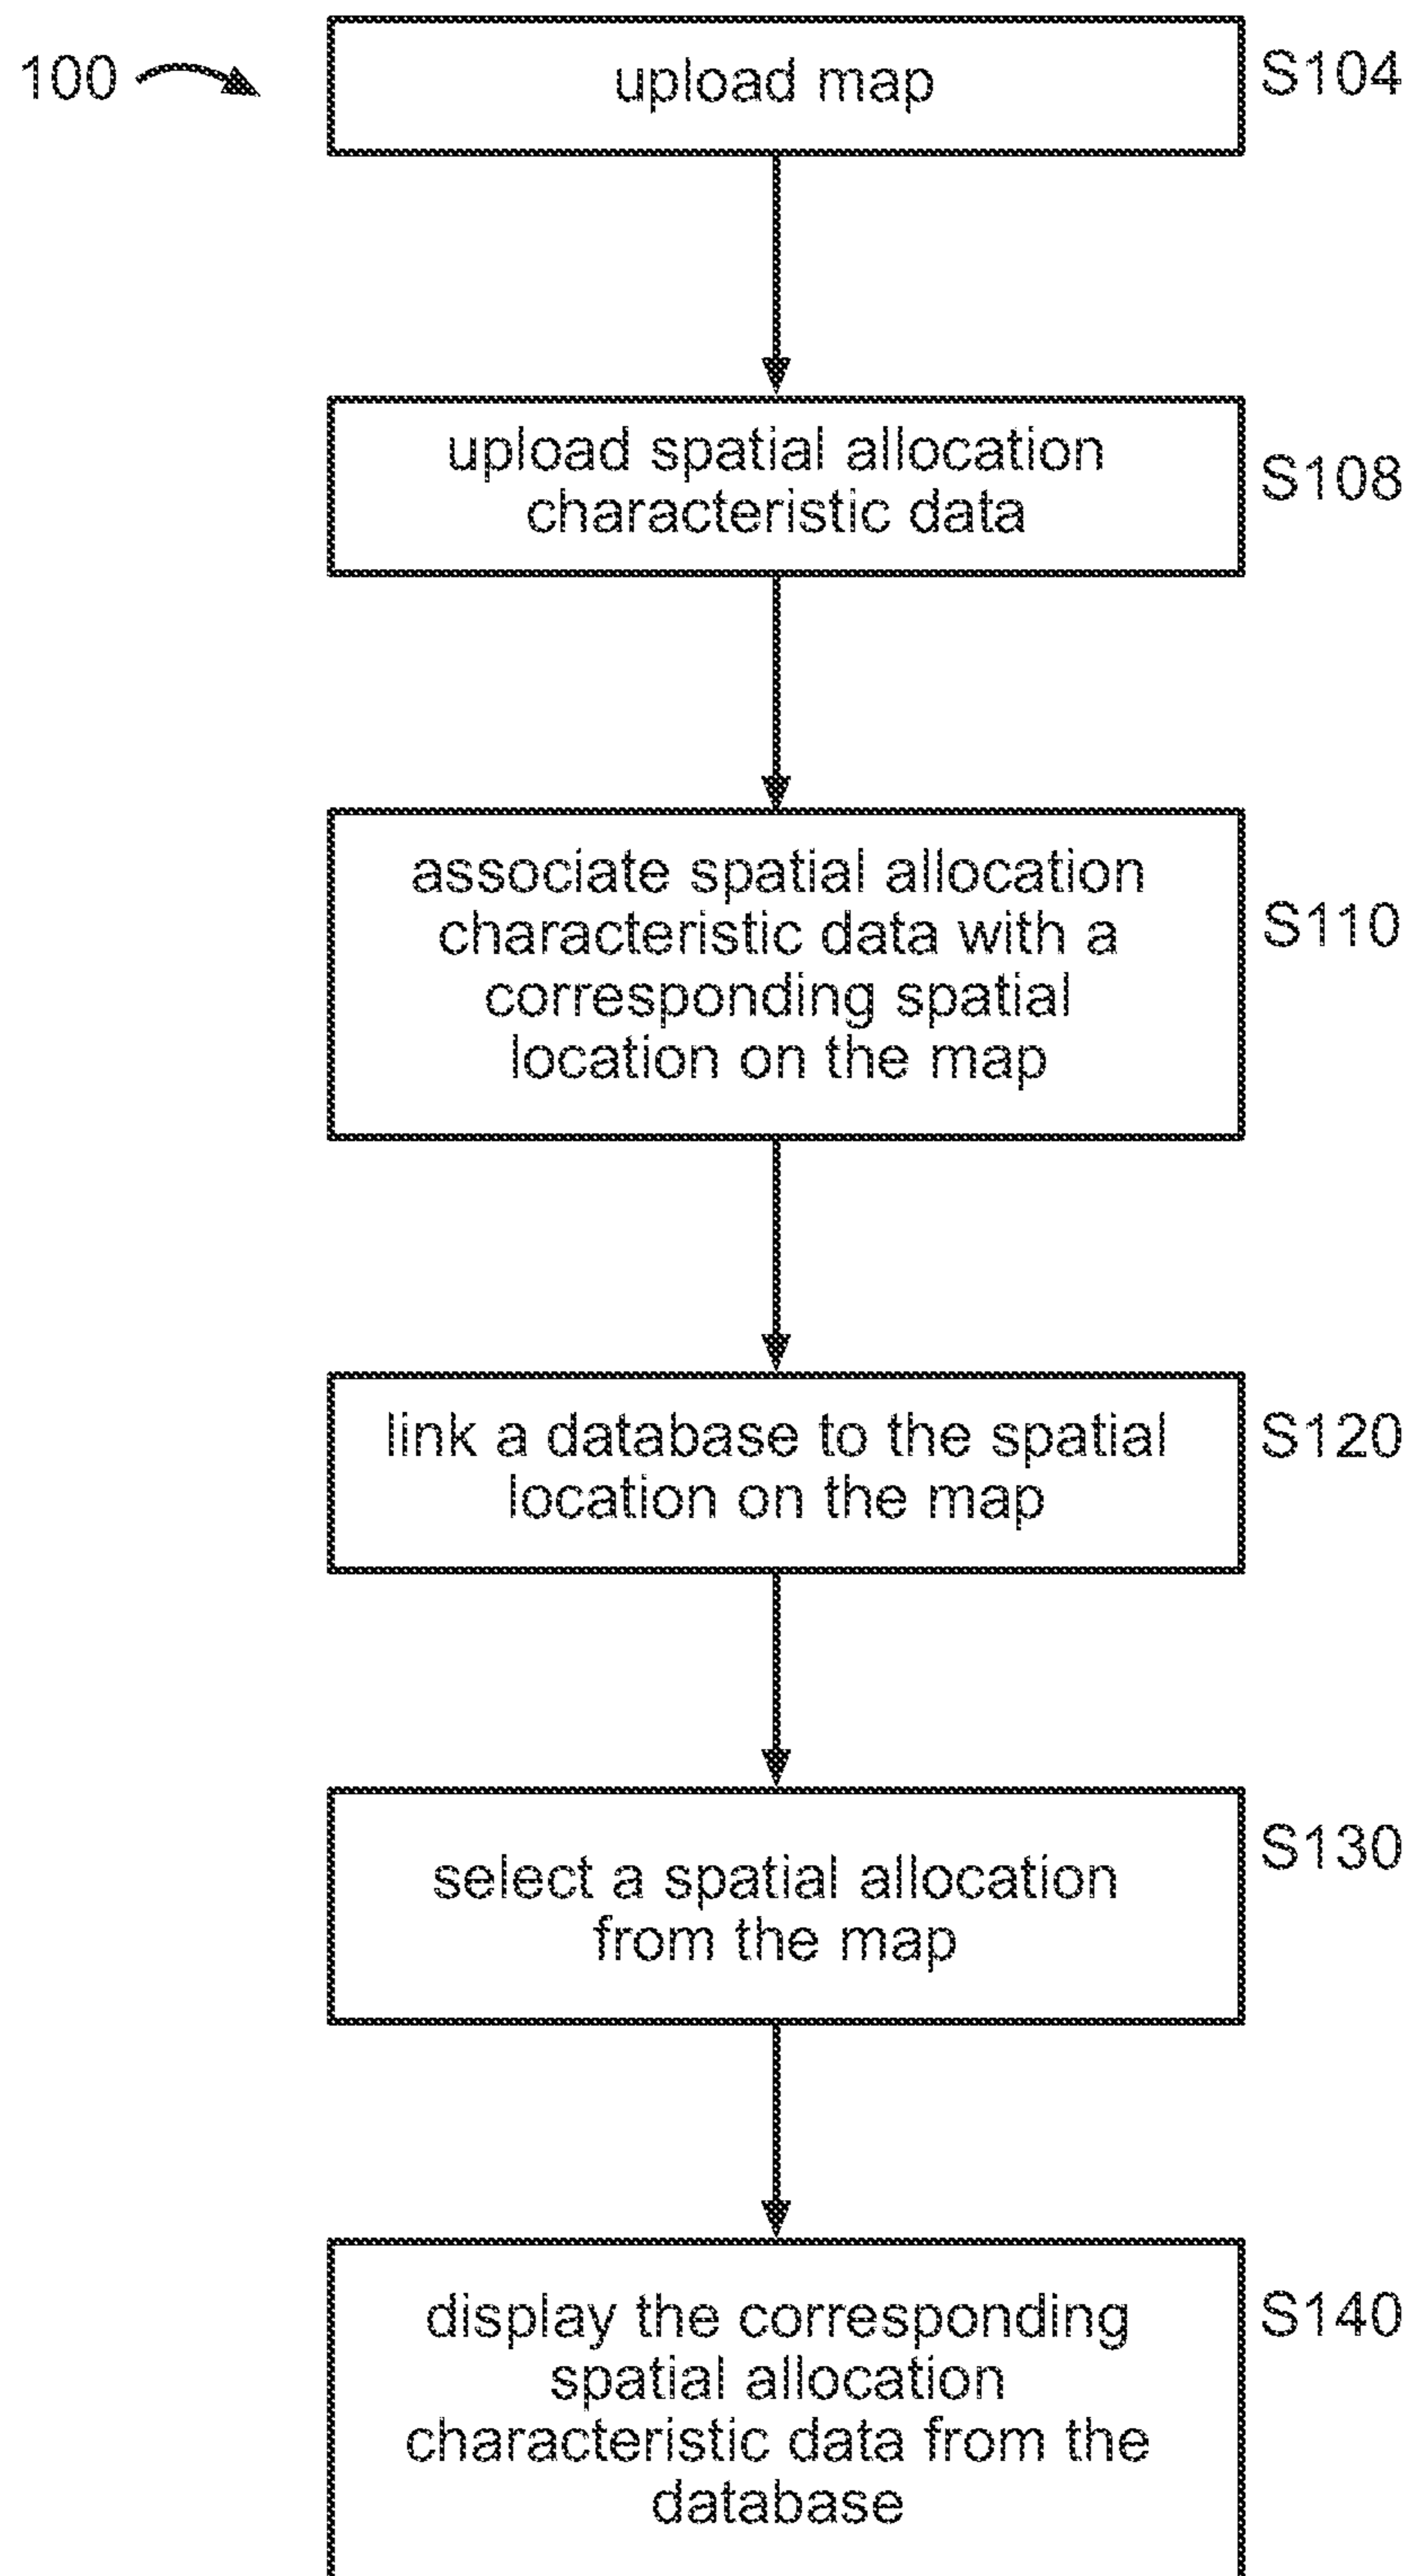 100
upload map
S104
upload spatial allocation
characteristic data
S108
associate spatial allocation
characteristic data with a
corresponding spatial
location on the map
S110
link a database to the spatial
location on the map
S120
select a spatial allocation
from the map
S130
display the corresponding
spatial allocation
characteristic data from the
database
S140